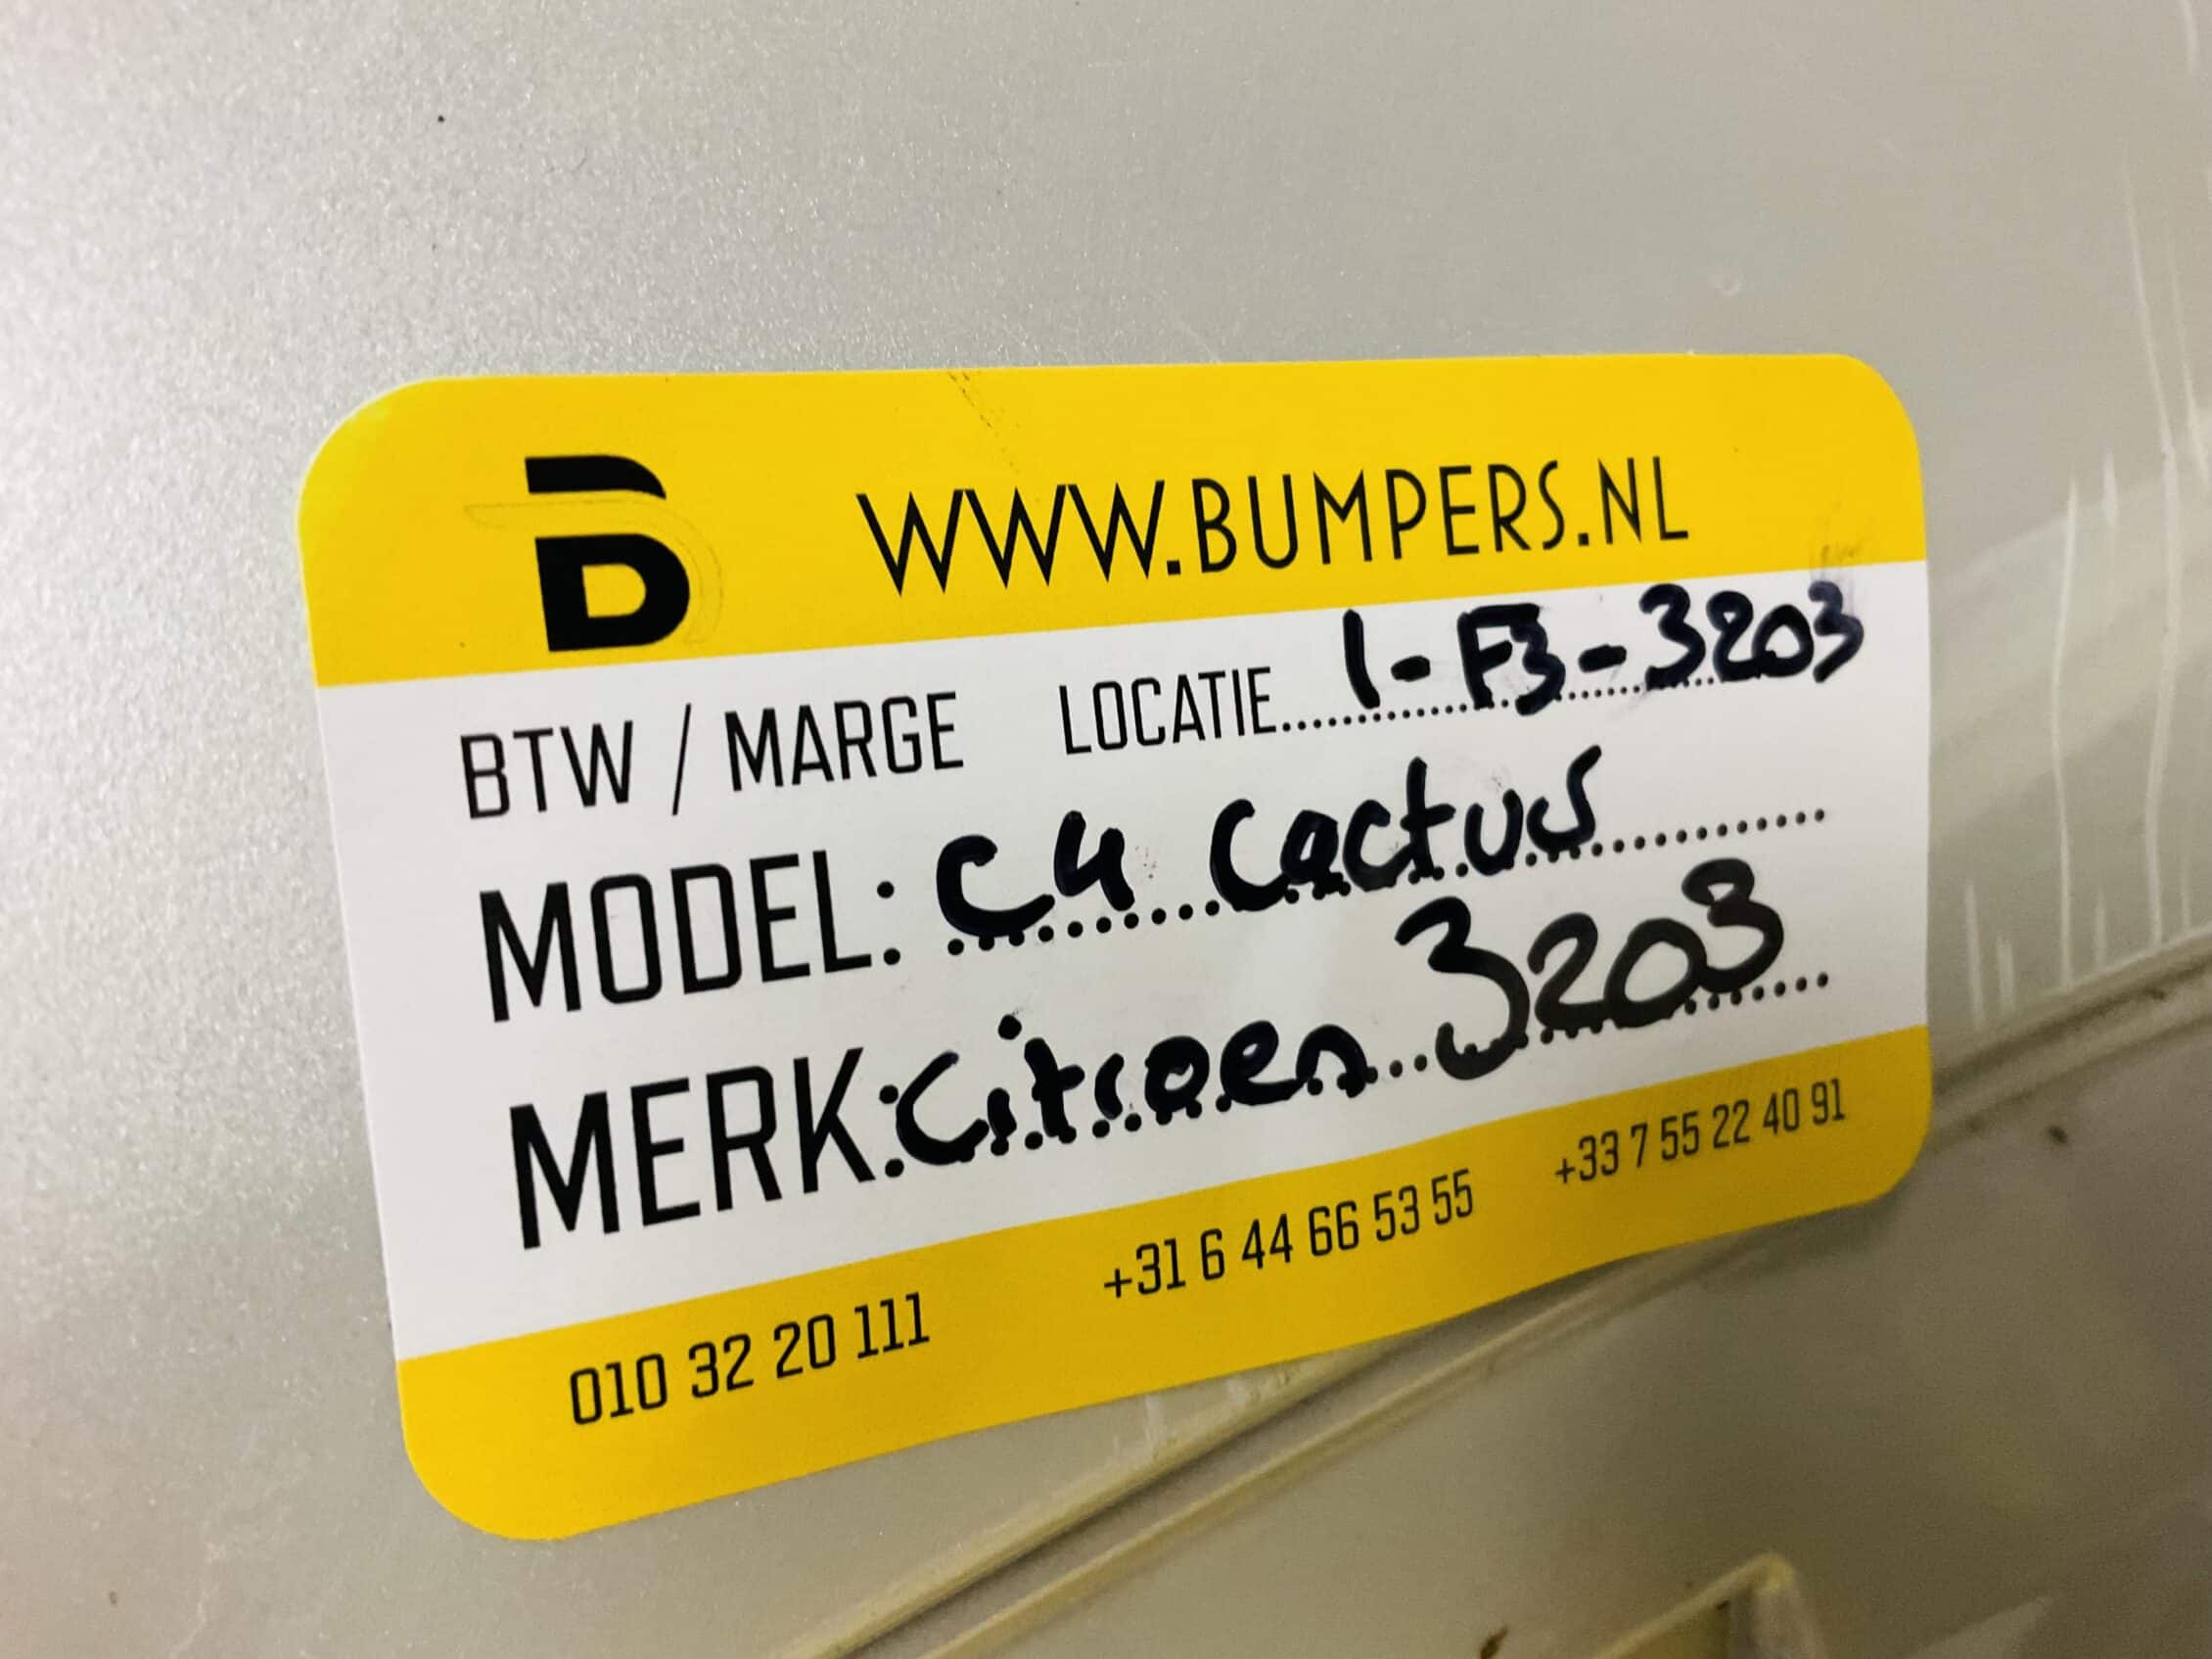 WWW.BUMPERS.NL
BTW / MARGE LOCATIE 1-F3-3203
MODEL: C4 Cactus
MERK: Citroen 3203
010 32 20 111 +31 6 44 66 53 55 +33 7 55 22 40 91